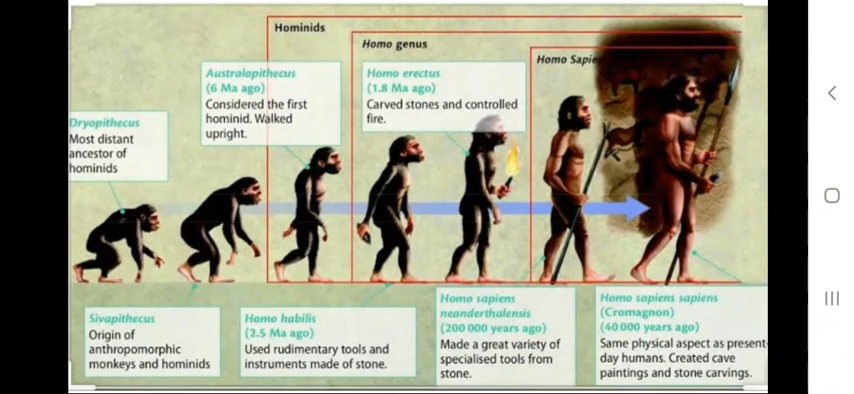 Hominids
Homo genus
Homo Sapie
Australopithecus
(6 Ma ago)
Considered the first
hominid. Walked
upright.
Homo erectus
(1.8 Ma ago)
Carved stones and controlled
fire.
Dryopithecus
Most distant
ancestor of
hominids
Sivapithecus
Origin of
anthropomorphic
monkeys and hominids
Homo habilis
(2.5 Ma ago)
Used rudimentary tools and
instruments made of stone.
Homo sapiens
neanderthalensis
(200 000 years ago)
Made a great variety of
specialised tools from
stone.
Homo sapiens sapiens
(Cromagnon)
(40 000 years ago)
Same physical aspect as present-
day humans. Created cave
paintings and stone carvings.